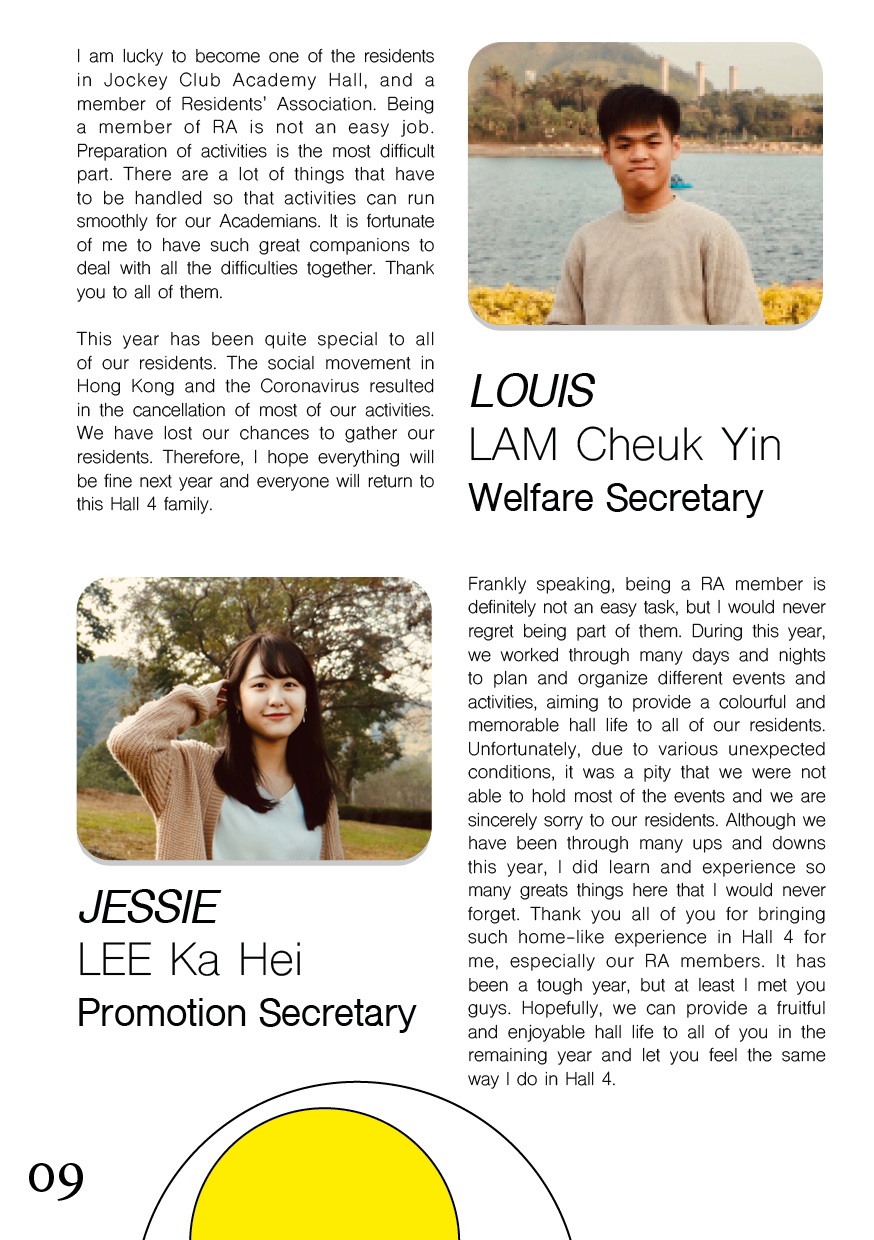 I am lucky to become one of the residents
in Jockey Club Academy Hall, and a
member of Residents' Association. Being
a member of RA is not an easy job.
Preparation of activities is the most difficult
part. There are a lot of things that have
to be handled so that activities can run
smoothly for our Academians. It is fortunate
of me to have such great companions to
deal with all the difficulties together. Thank
you to all of them.
This year has been quite special to all
of our residents. The social movement in
Hong Kong and the Coronavirus resulted
in the cancellation of most of our activities.
We have lost our chances to gather our
residents. Therefore, I hope everything will
be fine next year and everyone will return to
this Hall 4 family.
LOUIS
LAM Cheuk Yin
Welfare Secretary
JESSIE
LEE Ka Hei
Promotion Secretary
Frankly speaking, being a RA member is
definitely not an easy task, but I would never
regret being part of them. During this year,
we worked through many days and nights
to plan and organize different events and
activities, aiming to provide a colourful and
memorable hall life to all of our residents.
Unfortunately, due to various unexpected
conditions, it was a pity that we were not
able to hold most of the events and we are
sincerely sorry to our residents. Although we
have been through many ups and downs
this year, I did learn and experience so
many greats things here that I would never
forget. Thank you all of you for bringing
such home-like experience in Hall 4 for
me, especially our RA members. It has
been a tough year, but at least I met you
guys. Hopefully, we can provide a fruitful
and enjoyable hall life to all of you in the
remaining year and let you feel the same
way I do in Hall 4.
09